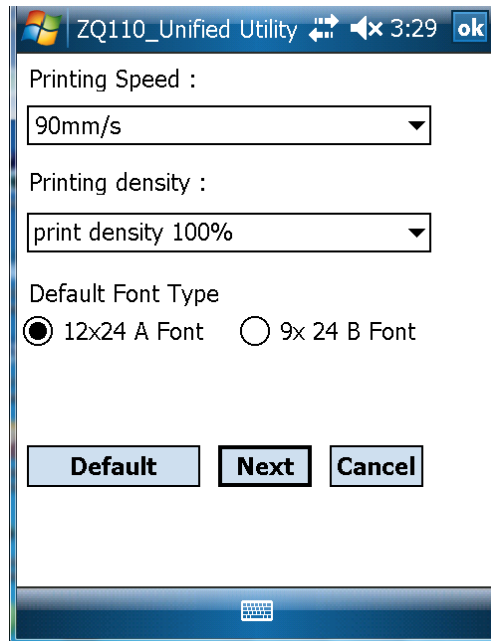 ZQ110_Unified Utility 3:29 ok
Printing Speed :
90mm/s
Printing density :
print density 100%
Default Font Type
12x24 A Font 9x 24 B Font
Default Next Cancel